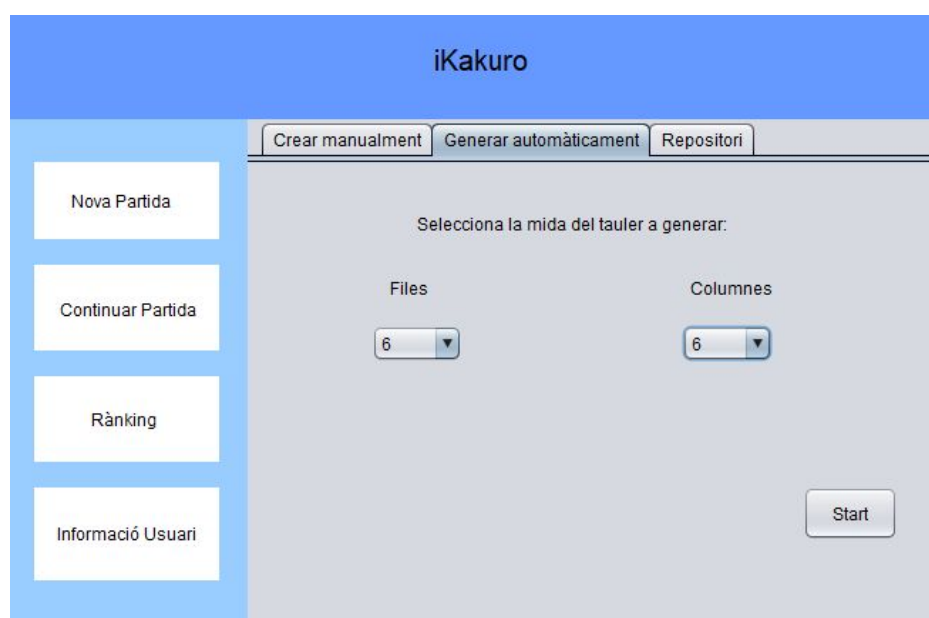 iKakuro
Crear manualment
Generar automàticament
Repositori
Nova Partida
Continuar Partida
Rànking
Informació Usuari
Selecciona la mida del tauler a generar:
Files
Columnes
6
6
Start